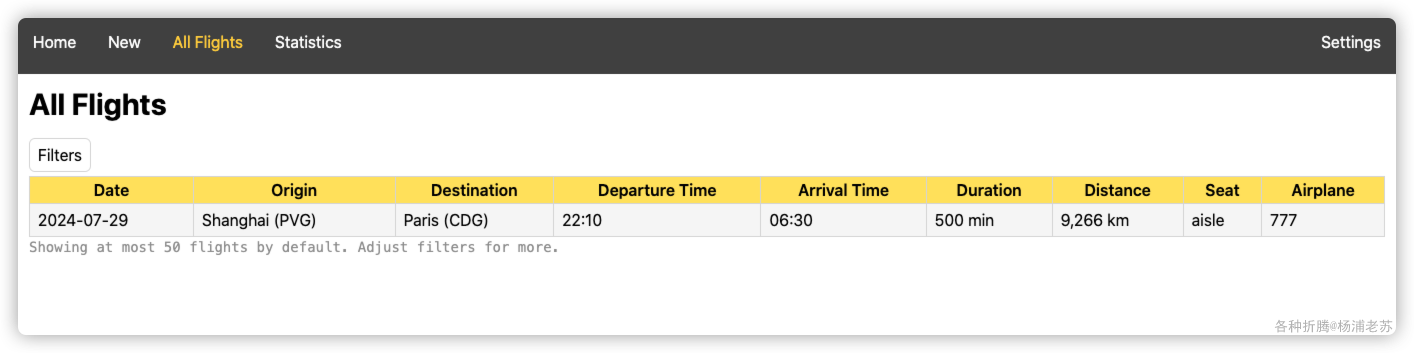 Home New All Flights Statistics Settings
All Flights
Filters
Date Origin Destination Departure Time Arrival Time Duration Distance Seat Airplane
2024-07-29 Shanghai (PVG) Paris (CDG) 22:10 06:30 500 min 9,266 km aisle 777
Showing at most 50 flights by default. Adjust filters for more.
各种折腾@杨浦老苏